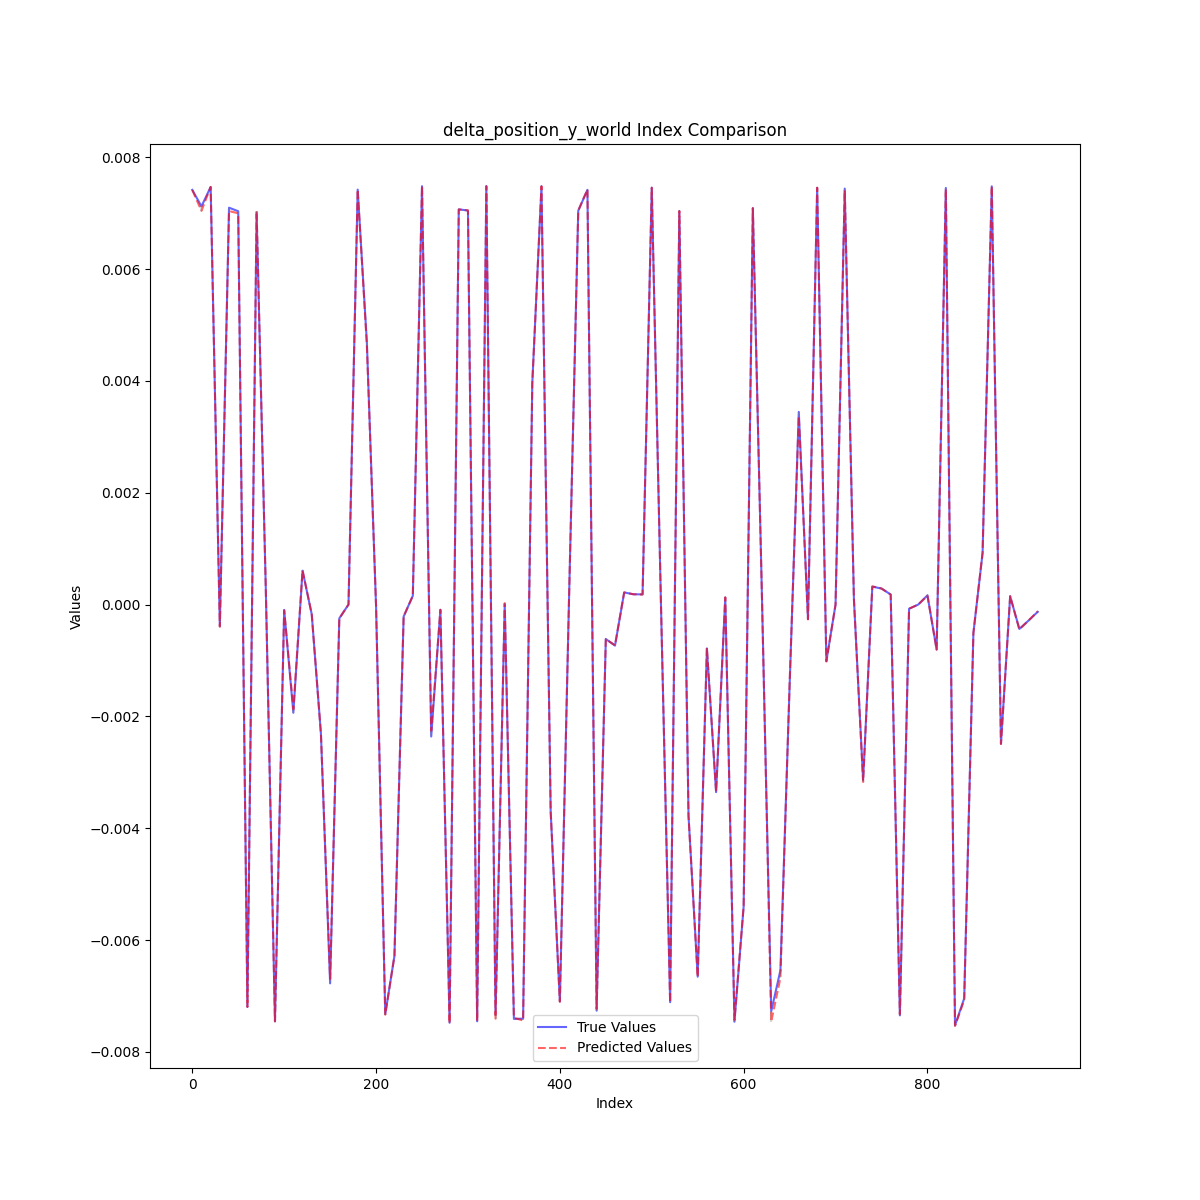 delta_position_y_world Index Comparison
0.008
0.006
0.004
0.002
0.000
−0.002
−0.004
−0.006
−0.008
Values
0 200 400 600 800
Index
True Values
Predicted Values